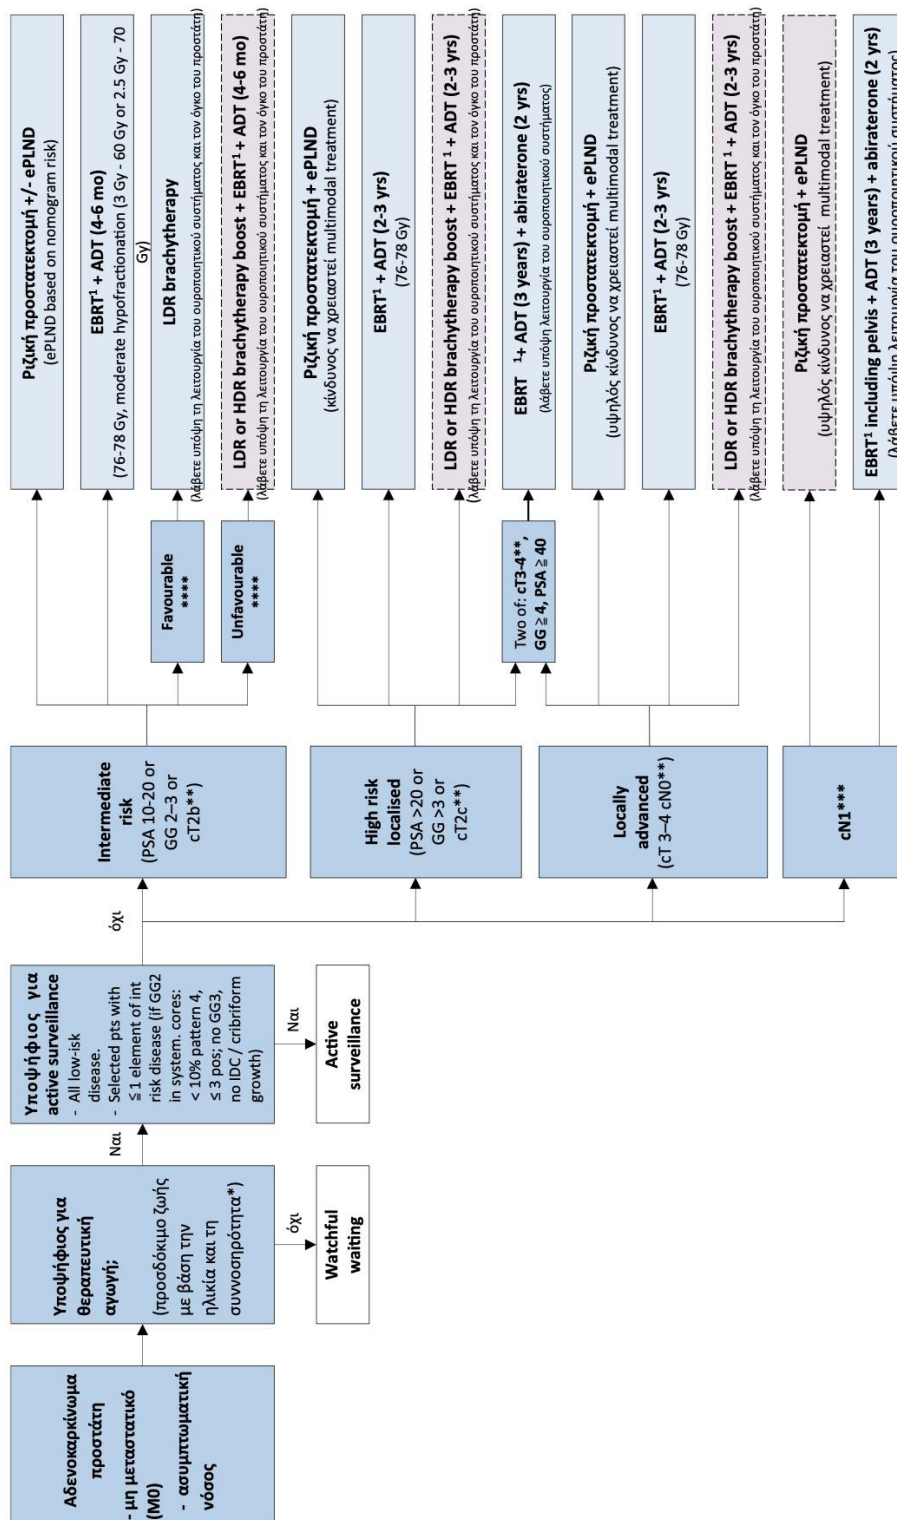 Αδενοκαρκίνωμα
προστάτη
- μη μεταστατικό
(M0)
- ασυμπτωματική
νόσος
Υποψήφιος για
θεραπευτική
αγωγή;
(προσδόκιμο ζωής
με βάση την
ηλικία και τη
συννοσηρότητα*)
όχι
Watchful
waiting
Ναι
Υποψήφιος για
active surveillance
- All low-risk
disease.
- Selected pts with
≦ 1 element of int
risk disease (if GG2
in system. cores:
< 10% pattern 4,
≤ 3 pos; no GG3,
no IDC / cribriform
growth)
Ναι
Active
surveillance
όχι
Intermediate
risk
(PSA 10-20 or
GG 2–3 or
cT2b**)
High risk
localised
(PSA >20 or
GG >3 or
cT2c**)
Locally
advanced
(cT 3–4 cN0**)
cN1***
Favourable
****
Unfavourable
****
Two of: cT3-4**,
GG ≧ 4, PSA ≧ 40
Ριζική προστατεκτομή +/- ePLND
(ePLND based on nomogram risk)
EBRT¹ + ADT (4-6 mo)
(76-78 Gy, moderate hypofractionation (3 Gy - 60 Gy or 2.5 Gy - 70
Gy)
LDR brachytherapy
(λάβετε υπόψη τη λειτουργία του ουροποιητικού συστήματος και τον όγκο του προστάτη)
LDR or HDR brachytherapy boost + EBRT¹ + ADT (4-6 mo)
(λάβετε υπόψη τη λειτουργία του ουροποιητικού συστήματος και τον όγκο του προστάτη)
Ριζική προστατεκτομή + ePLND
(κίνδυνος να χρειαστεί multimodal treatment)
EBRT¹ + ADT (2-3 yrs)
(76-78 Gy)
LDR or HDR brachytherapy boost + EBRT¹ + ADT (2-3 yrs)
(λάβετε υπόψη τη λειτουργία του ουροποιητικού συστήματος και τον όγκο του προστάτη)
EBRT ¹+ ADT (3 years) + abiraterone (2 yrs)
(λάβετε υπόψη λειτουργία του ουροποιητικού συστήματος)
Ριζική προστατεκτομή + ePLND
(υψηλός κίνδυνος να χρειαστεί multimodal treatment)
EBRT¹ + ADT (2-3 yrs)
(76-78 Gy)
LDR or HDR brachytherapy boost + EBRT¹ + ADT (2-3 yrs)
(λάβετε υπόψη τη λειτουργία του ουροποιητικού συστήματος και τον όγκο του προστάτη)
Ριζική προστατεκτομή + ePLND
(υψηλός κίνδυνος να χρειαστεί multimodal treatment)
EBRT¹ including pelvis + ADT (3 years) + abiraterone (2 yrs)
(λάβετε υπόψη λειτουργία του ουροποιητικού συστήματος)